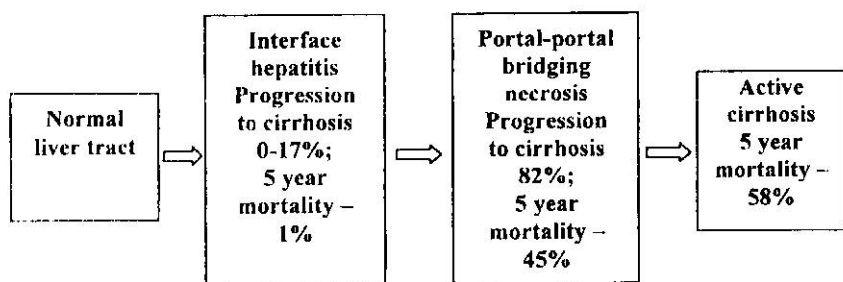 Normal
liver tract
Interface
hepatitis
Progression
to cirrhosis
0-17%;
5 year
mortality –
1%
Portal-portal
bridging
necrosis
Progression
to cirrhosis
82%;
5 year
mortality –
45%
Active
cirrhosis
5 year
mortality –
58%